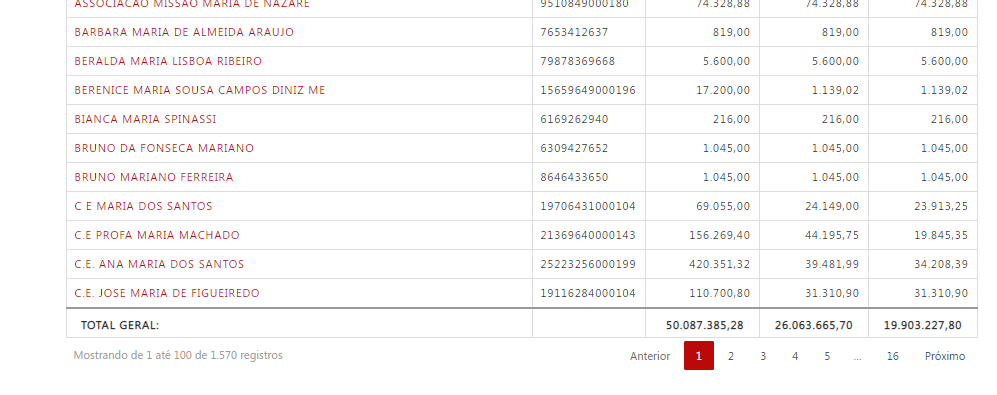 ASSOCIACAO MISSAO MARIA DE NAZARE 9510849000180 74.328,88 74.328,88 74.328,88
BARBARA MARIA DE ALMEIDA ARAUJO 7653412637 819,00 819,00 819,00
BERALDA MARIA LISBOA RIBEIRO 79878369668 5.600,00 5.600,00 5.600,00
BERENICE MARIA SOUSA CAMPOS DINIZ ME 15659649000196 17.200,00 1.139,02 1.139,02
BIANCA MARIA SPINASSI 6169262940 216,00 216,00 216,00
BRUNO DA FONSECA MARIANO 6309427652 1.045,00 1.045,00 1.045,00
BRUNO MARIANO FERREIRA 8646433650 1.045,00 1.045,00 1.045,00
C E MARIA DOS SANTOS 19706431000104 69.055,00 24.149,00 23.913,25
C.E PROFA MARIA MACHADO 21369640000143 156.269,40 44.195,75 19.845,35
C.E. ANA MARIA DOS SANTOS 25223256000199 420.351,32 39.481,99 34.208,39
C.E. JOSE MARIA DE FIGUEIREDO 19116284000104 110.700,80 31.310,90 31.310,90
TOTAL GERAL: 50.087.385,28 26.063.665,70 19.903.227,80
Mostrando de 1 até 100 de 1.570 registros Anterior 1 2 3 4 5 ... 16 Próximo